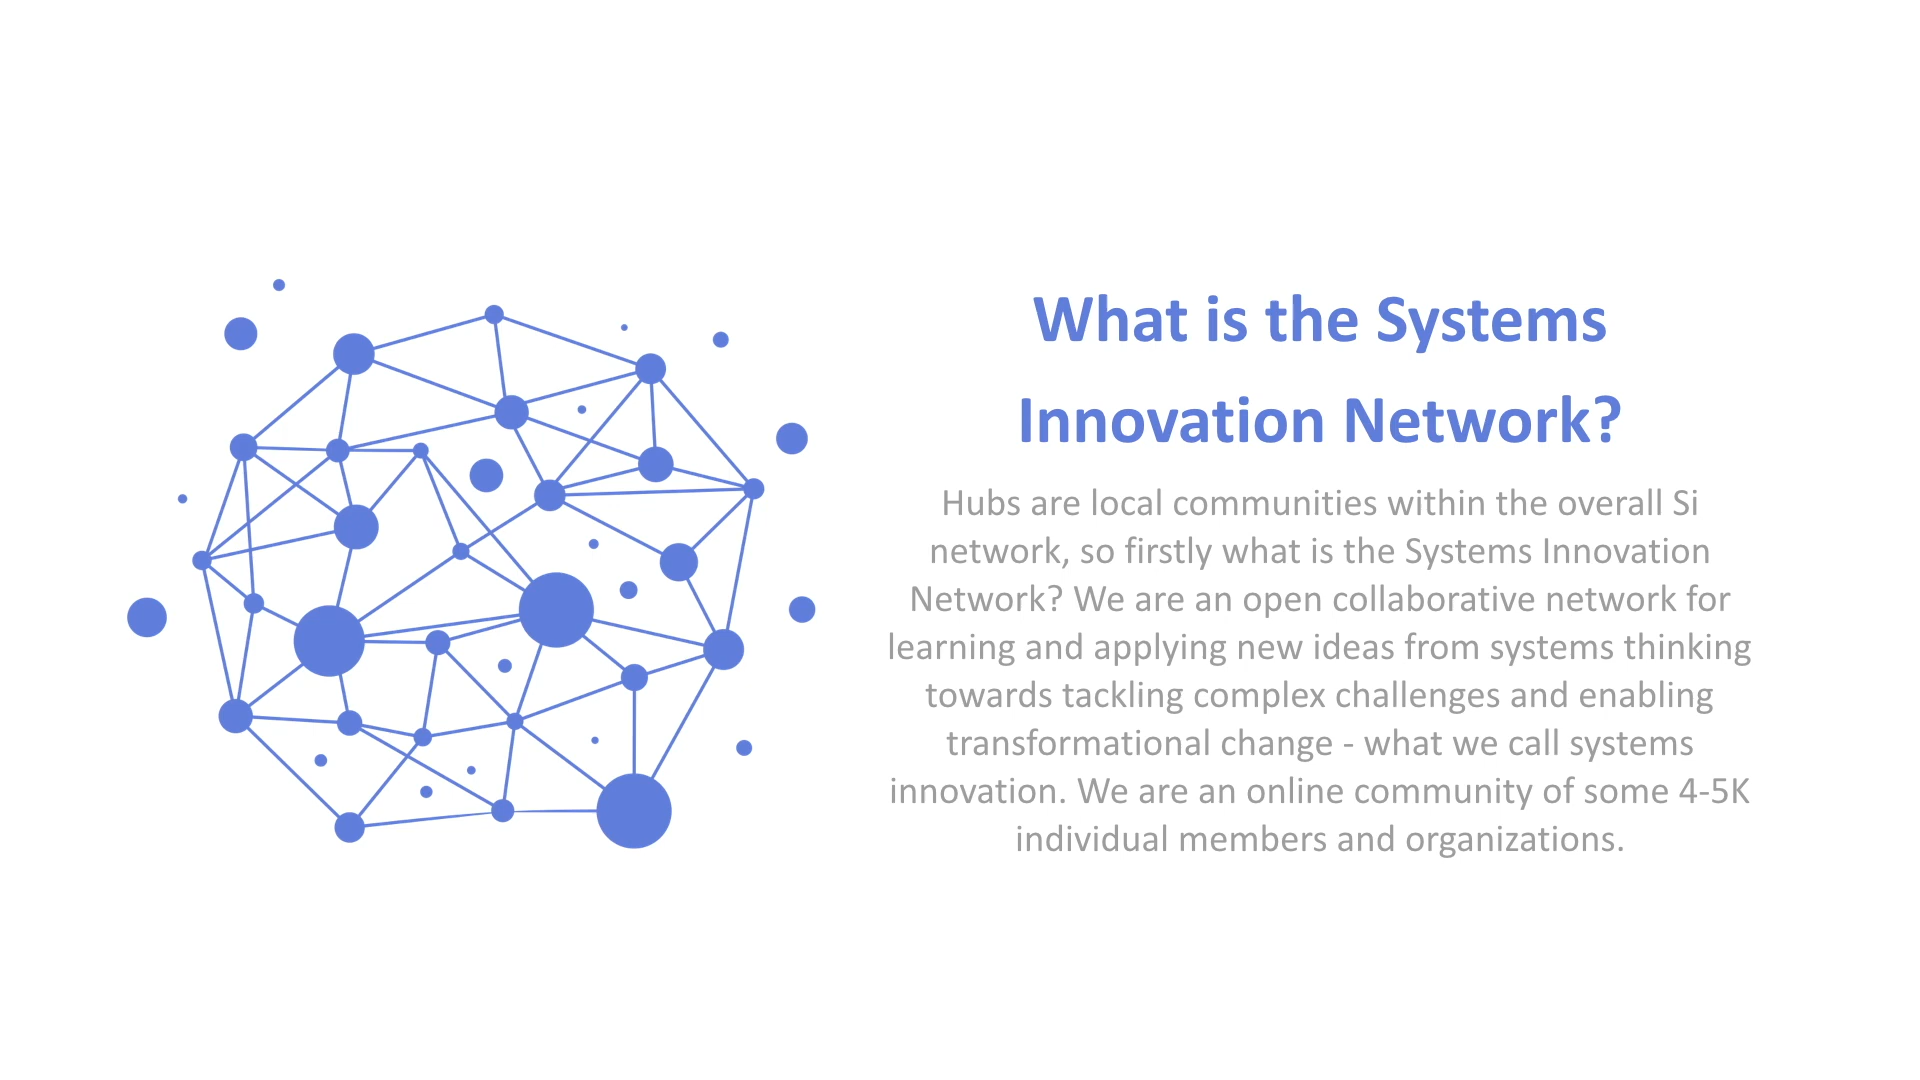 What is the Systems
Innovation Network?
Hubs are local communities within the overall Si
network, so firstly what is the Systems Innovation
Network? We are an open collaborative network for
learning and applying new ideas from systems thinking
towards tackling complex challenges and enabling
transformational change - what we call systems
innovation. We are an online community of some 4-5K
individual members and organizations.